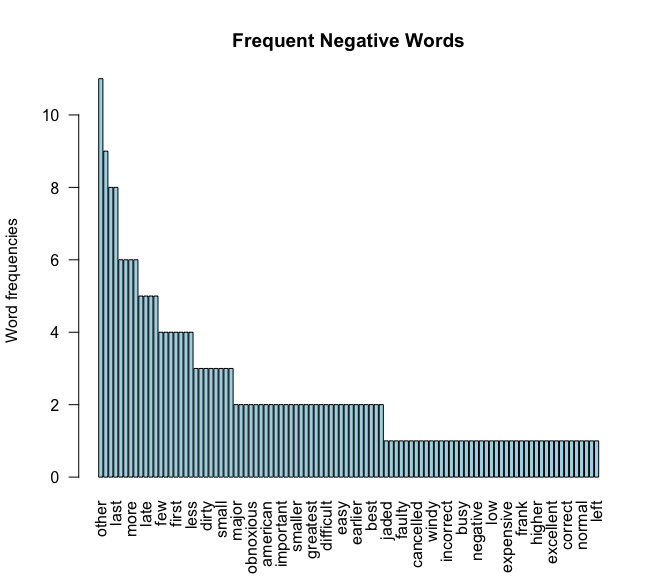 Frequent Negative Words
Word frequencies
10
8
6
4
2
0
other
last
more
late
few
first
less
dirty
small
major
obnoxious
american
important
smaller
greatest
difficult
easy
earlier
best
jaded
faulty
cancelled
windy
incorrect
busy
negative
low
expensive
frank
higher
excellent
correct
normal
left